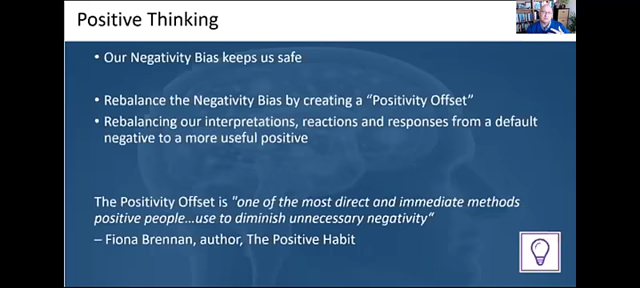 Positive Thinking
• Our Negativity Bias keeps us safe
• Rebalance the Negativity Bias by creating a “Positivity Offset”
• Rebalancing our interpretations, reactions and responses from a default
negative to a more useful positive
The Positivity Offset is "one of the most direct and immediate methods
positive people...use to diminish unnecessary negativity“
– Fiona Brennan, author, The Positive Habit